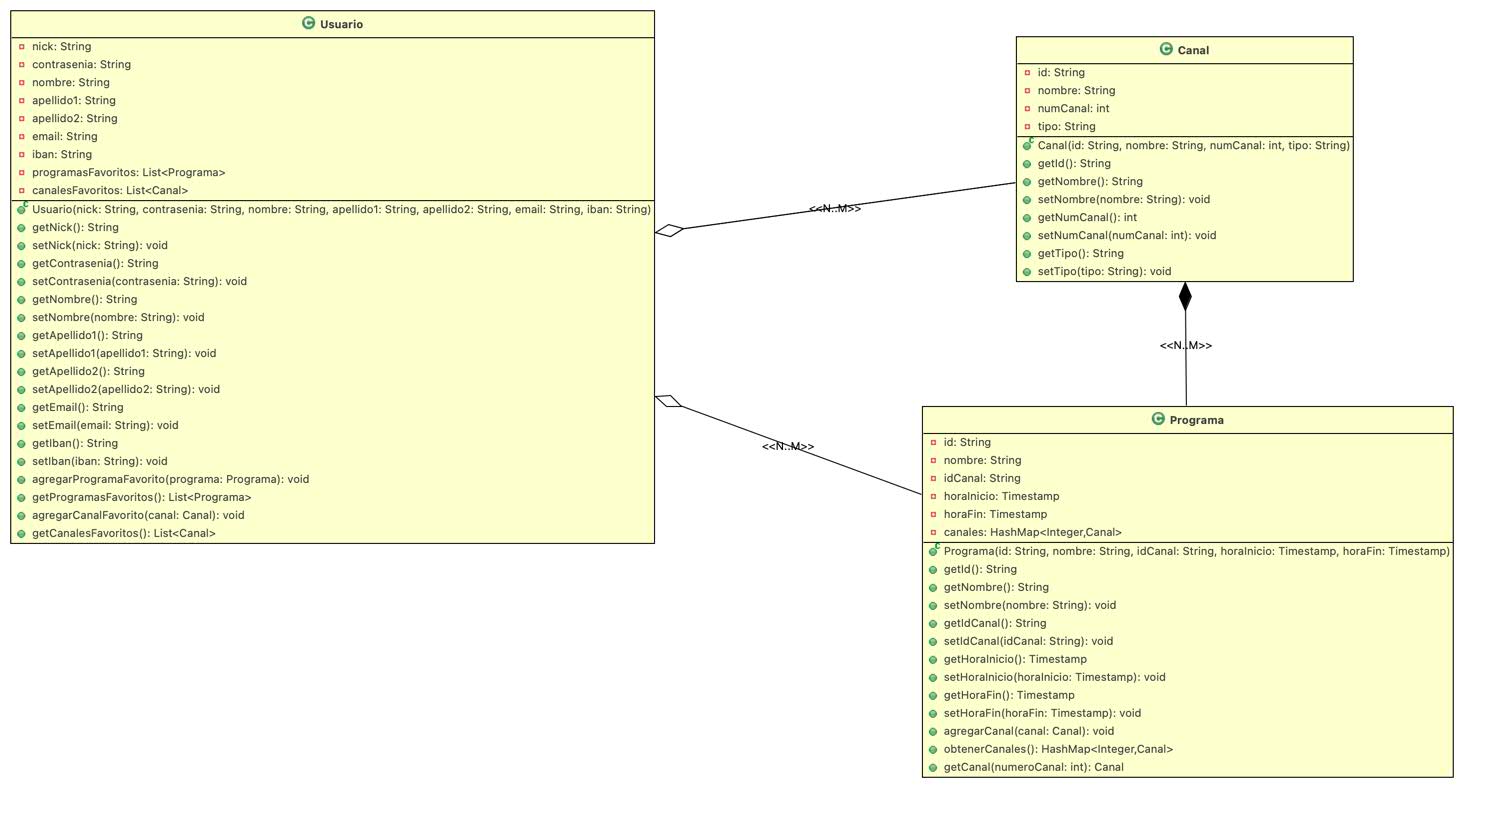 Usuario
nick: String
contrasenia: String
nombre: String
apellido1: String
apellido2: String
email: String
iban: String
programasFavoritos: List<Programa>
canalesFavoritos: List<Canal>
Usuario(nick: String, contrasenia: String, nombre: String, apellido1: String, apellido2: String, email: String, iban: String)
getNick(): String
setNick(nick: String): void
getContrasenia(): String
setContrasenia(contrasenia: String): void
getNombre(): String
setNombre(nombre: String): void
getApellido1(): String
setApellido1(apellido1: String): void
getApellido2(): String
setApellido2(apellido2: String): void
getEmail(): String
setEmail(email: String): void
getIban(): String
setIban(iban: String): void
agregarProgramaFavorito(programa: Programa): void
getProgramasFavoritos(): List<Programa>
agregarCanalFavorito(canal: Canal): void
getCanalesFavoritos(): List<Canal>
<<N..M>>
<<N..M>>
Canal
id: String
nombre: String
numCanal: int
tipo: String
Canal(id: String, nombre: String, numCanal: int, tipo: String)
getId(): String
getNombre(): String
setNombre(nombre: String): void
getNumCanal(): int
setNumCanal(numCanal: int): void
getTipo(): String
setTipo(tipo: String): void
<<N..M>>
Programa
id: String
nombre: String
idCanal: String
horaInicio: Timestamp
horaFin: Timestamp
canales: HashMap<Integer,Canal>
Programa(id: String, nombre: String, idCanal: String, horaInicio: Timestamp, horaFin: Timestamp)
getId(): String
getNombre(): String
setNombre(nombre: String): void
getIdCanal(): String
setIdCanal(idCanal: String): void
getHoraInicio(): Timestamp
setHoraInicio(horaInicio: Timestamp): void
getHoraFin(): Timestamp
setHoraFin(horaFin: Timestamp): void
agregarCanal(canal: Canal): void
obtenerCanales(): HashMap<Integer,Canal>
getCanal(numeroCanal: int): Canal